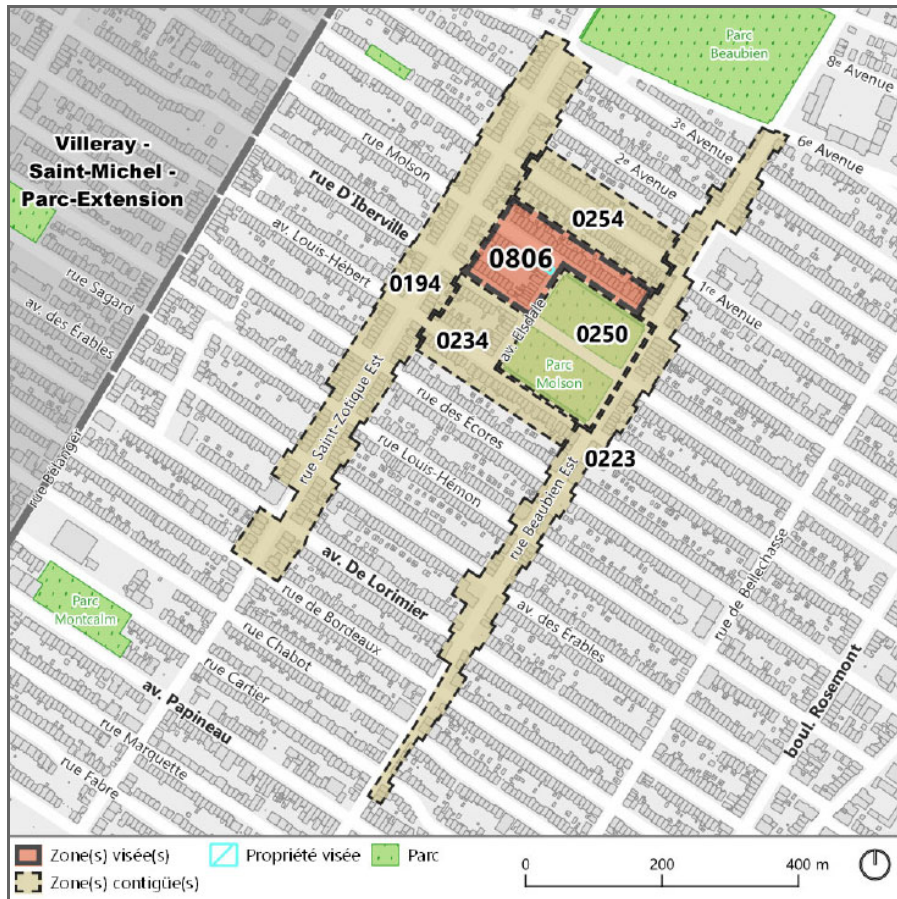 Parc
Beaubien
8e Avenue
6e Avenue
3e Avenue
2e Avenue
rue Molson
Villeray -
Saint-Michel -
Parc-Extension
rue D'Iberville
0254
av. Louis-Hébert
0806
rue Sagard
0194
1re Avenue
av. des Érables
av. Elsdale
0250
0234
Parc
Molson
rue Saint-Zotique Est
rue des Écores
rue Bélanger
rue Louis-Hémon
0223
rue Beaubien Est
av. De Lorimier
rue de Bellechasse
Parc
Montcalm
rue de Bordeaux
av. des Érables
rue Chabot
boul. Rosemont
rue Cartier
av. Papineau
rue Marquette
rue Fabre
Zone(s) visée(s)
Propriété visée
Parc
Zone(s) contigüe(s)
0 200 400 m